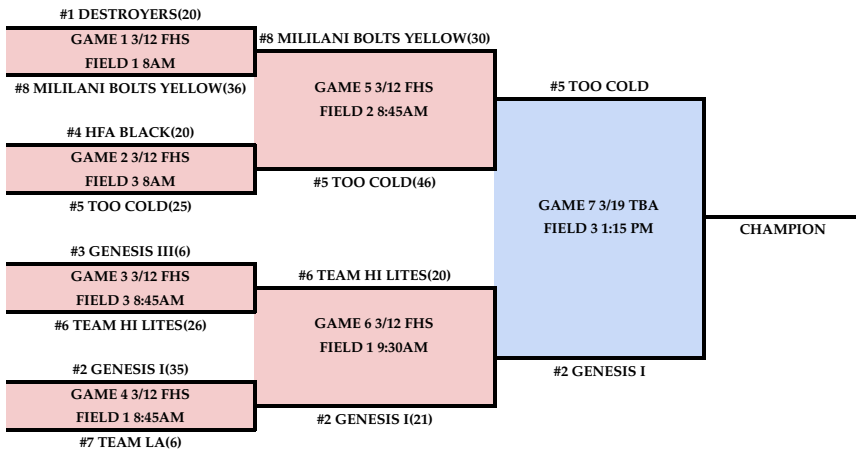 #1 DESTROYERS(20)
GAME 1 3/12 FHS
FIELD 1 8AM
#8 MILILANI BOLTS YELLOW(36)
#4 HFA BLACK(20)
GAME 2 3/12 FHS
FIELD 3 8AM
#5 TOO COLD(25)
#3 GENESIS III(6)
GAME 3 3/12 FHS
FIELD 3 8:45AM
#6 TEAM HI LITES(26)
#2 GENESIS I(35)
GAME 4 3/12 FHS
FIELD 1 8:45AM
#7 TEAM LA(6)
#8 MILILANI BOLTS YELLOW(30)
GAME 5 3/12 FHS
FIELD 2 8:45AM
#5 TOO COLD(46)
#6 TEAM HI LITES(20)
GAME 6 3/12 FHS
FIELD 1 9:30AM
#2 GENESIS I(21)
#5 TOO COLD
GAME 7 3/19 TBA
FIELD 3 1:15 PM
#2 GENESIS I
CHAMPION